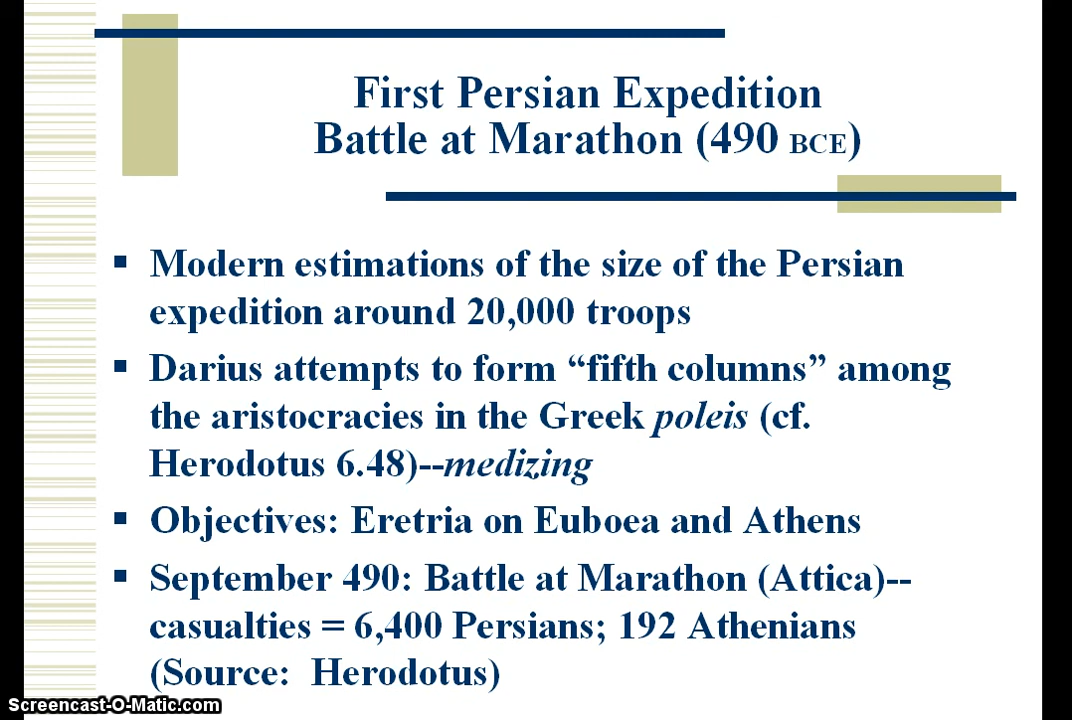 First Persian Expedition
Battle at Marathon (490 BCE)
▪ Modern estimations of the size of the Persian
expedition around 20,000 troops
▪ Darius attempts to form “fifth columns” among
the aristocracies in the Greek poleis (cf.
Herodotus 6.48)--medizing
▪ Objectives: Eretria on Euboea and Athens
▪ September 490: Battle at Marathon (Attica)--
casualties = 6,400 Persians; 192 Athenians
(Source: Herodotus)
Screencast-O-Matic.com